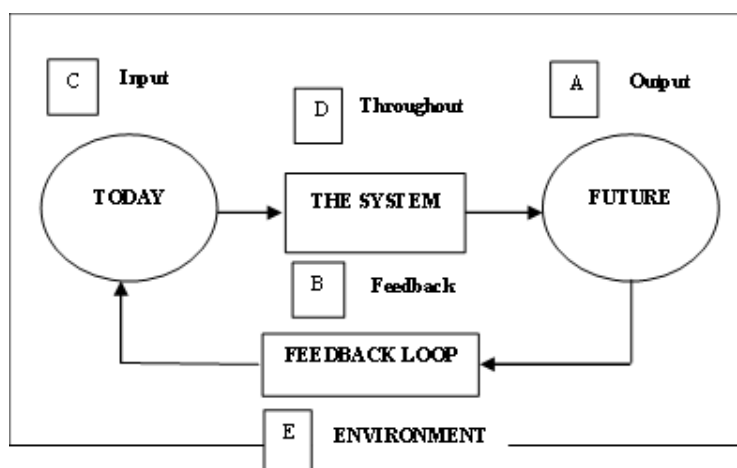 C Input
A Output
D Throughout
TODAY
THE SYSTEM
FUTURE
B Feedback
FEEDBACK LOOP
E ENVIRONMENT